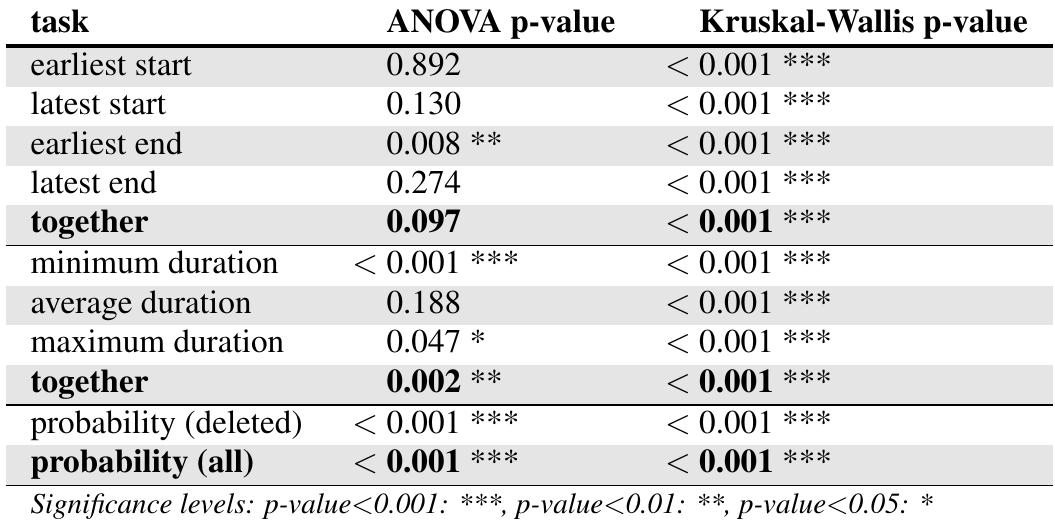 task ANOVA p-value Kruskal-Wallis p-value
earliest start 0.892 < 0.001 ***
latest start 0.130 < 0.001 ***
earliest end 0.008 ** < 0.001 ***
latest end 0.274 < 0.001 ***
together 0.097 < 0.001 ***
minimum duration < 0.001 *** < 0.001 ***
average duration 0.188 < 0.001 ***
maximum duration 0.047 * < 0.001 ***
together 0.002 ** < 0.001 ***
probability (deleted) < 0.001 *** < 0.001 ***
probability (all) < 0.001 *** < 0.001 ***
Significance levels: p-value<0.001: ***, p-value<0.01: **, p-value<0.05: *